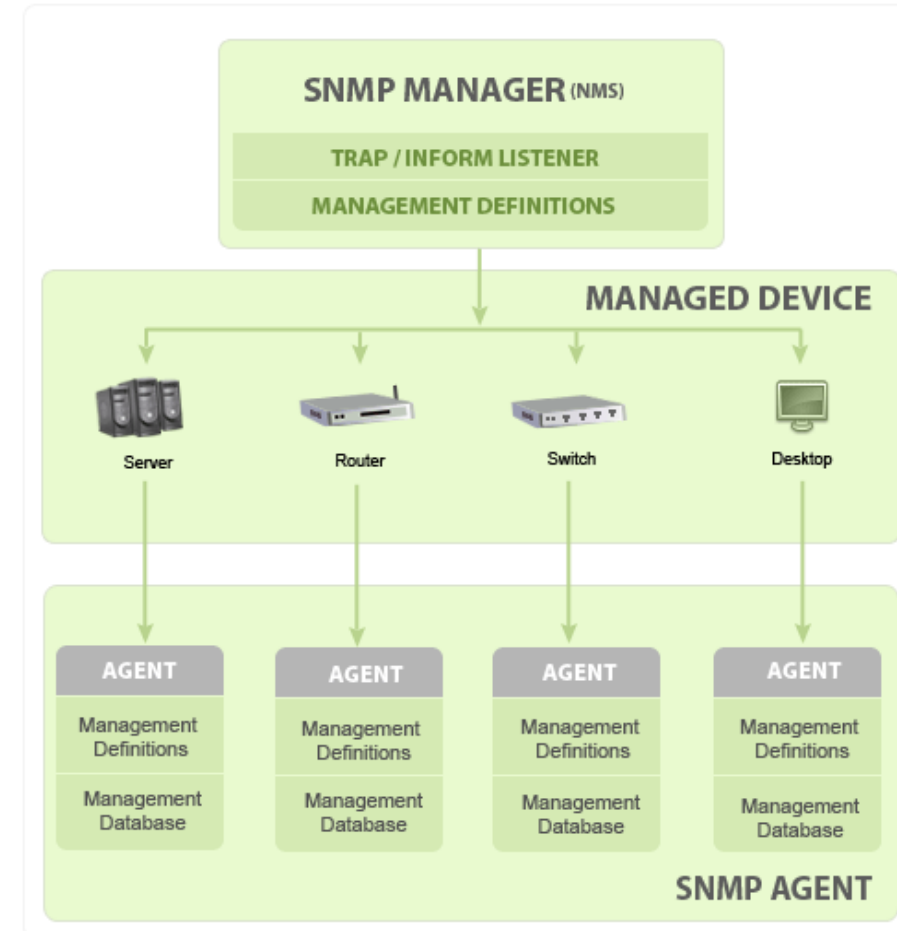 SNMP MANAGER (NMS)
TRAP / INFORM LISTENER
MANAGEMENT DEFINITIONS
MANAGED DEVICE
Server
Router
Switch
Desktop
AGENT
Management
Definitions
Management
Database
AGENT
Management
Definitions
Management
Database
AGENT
Management
Definitions
Management
Database
AGENT
Management
Definitions
Management
Database
SNMP AGENT